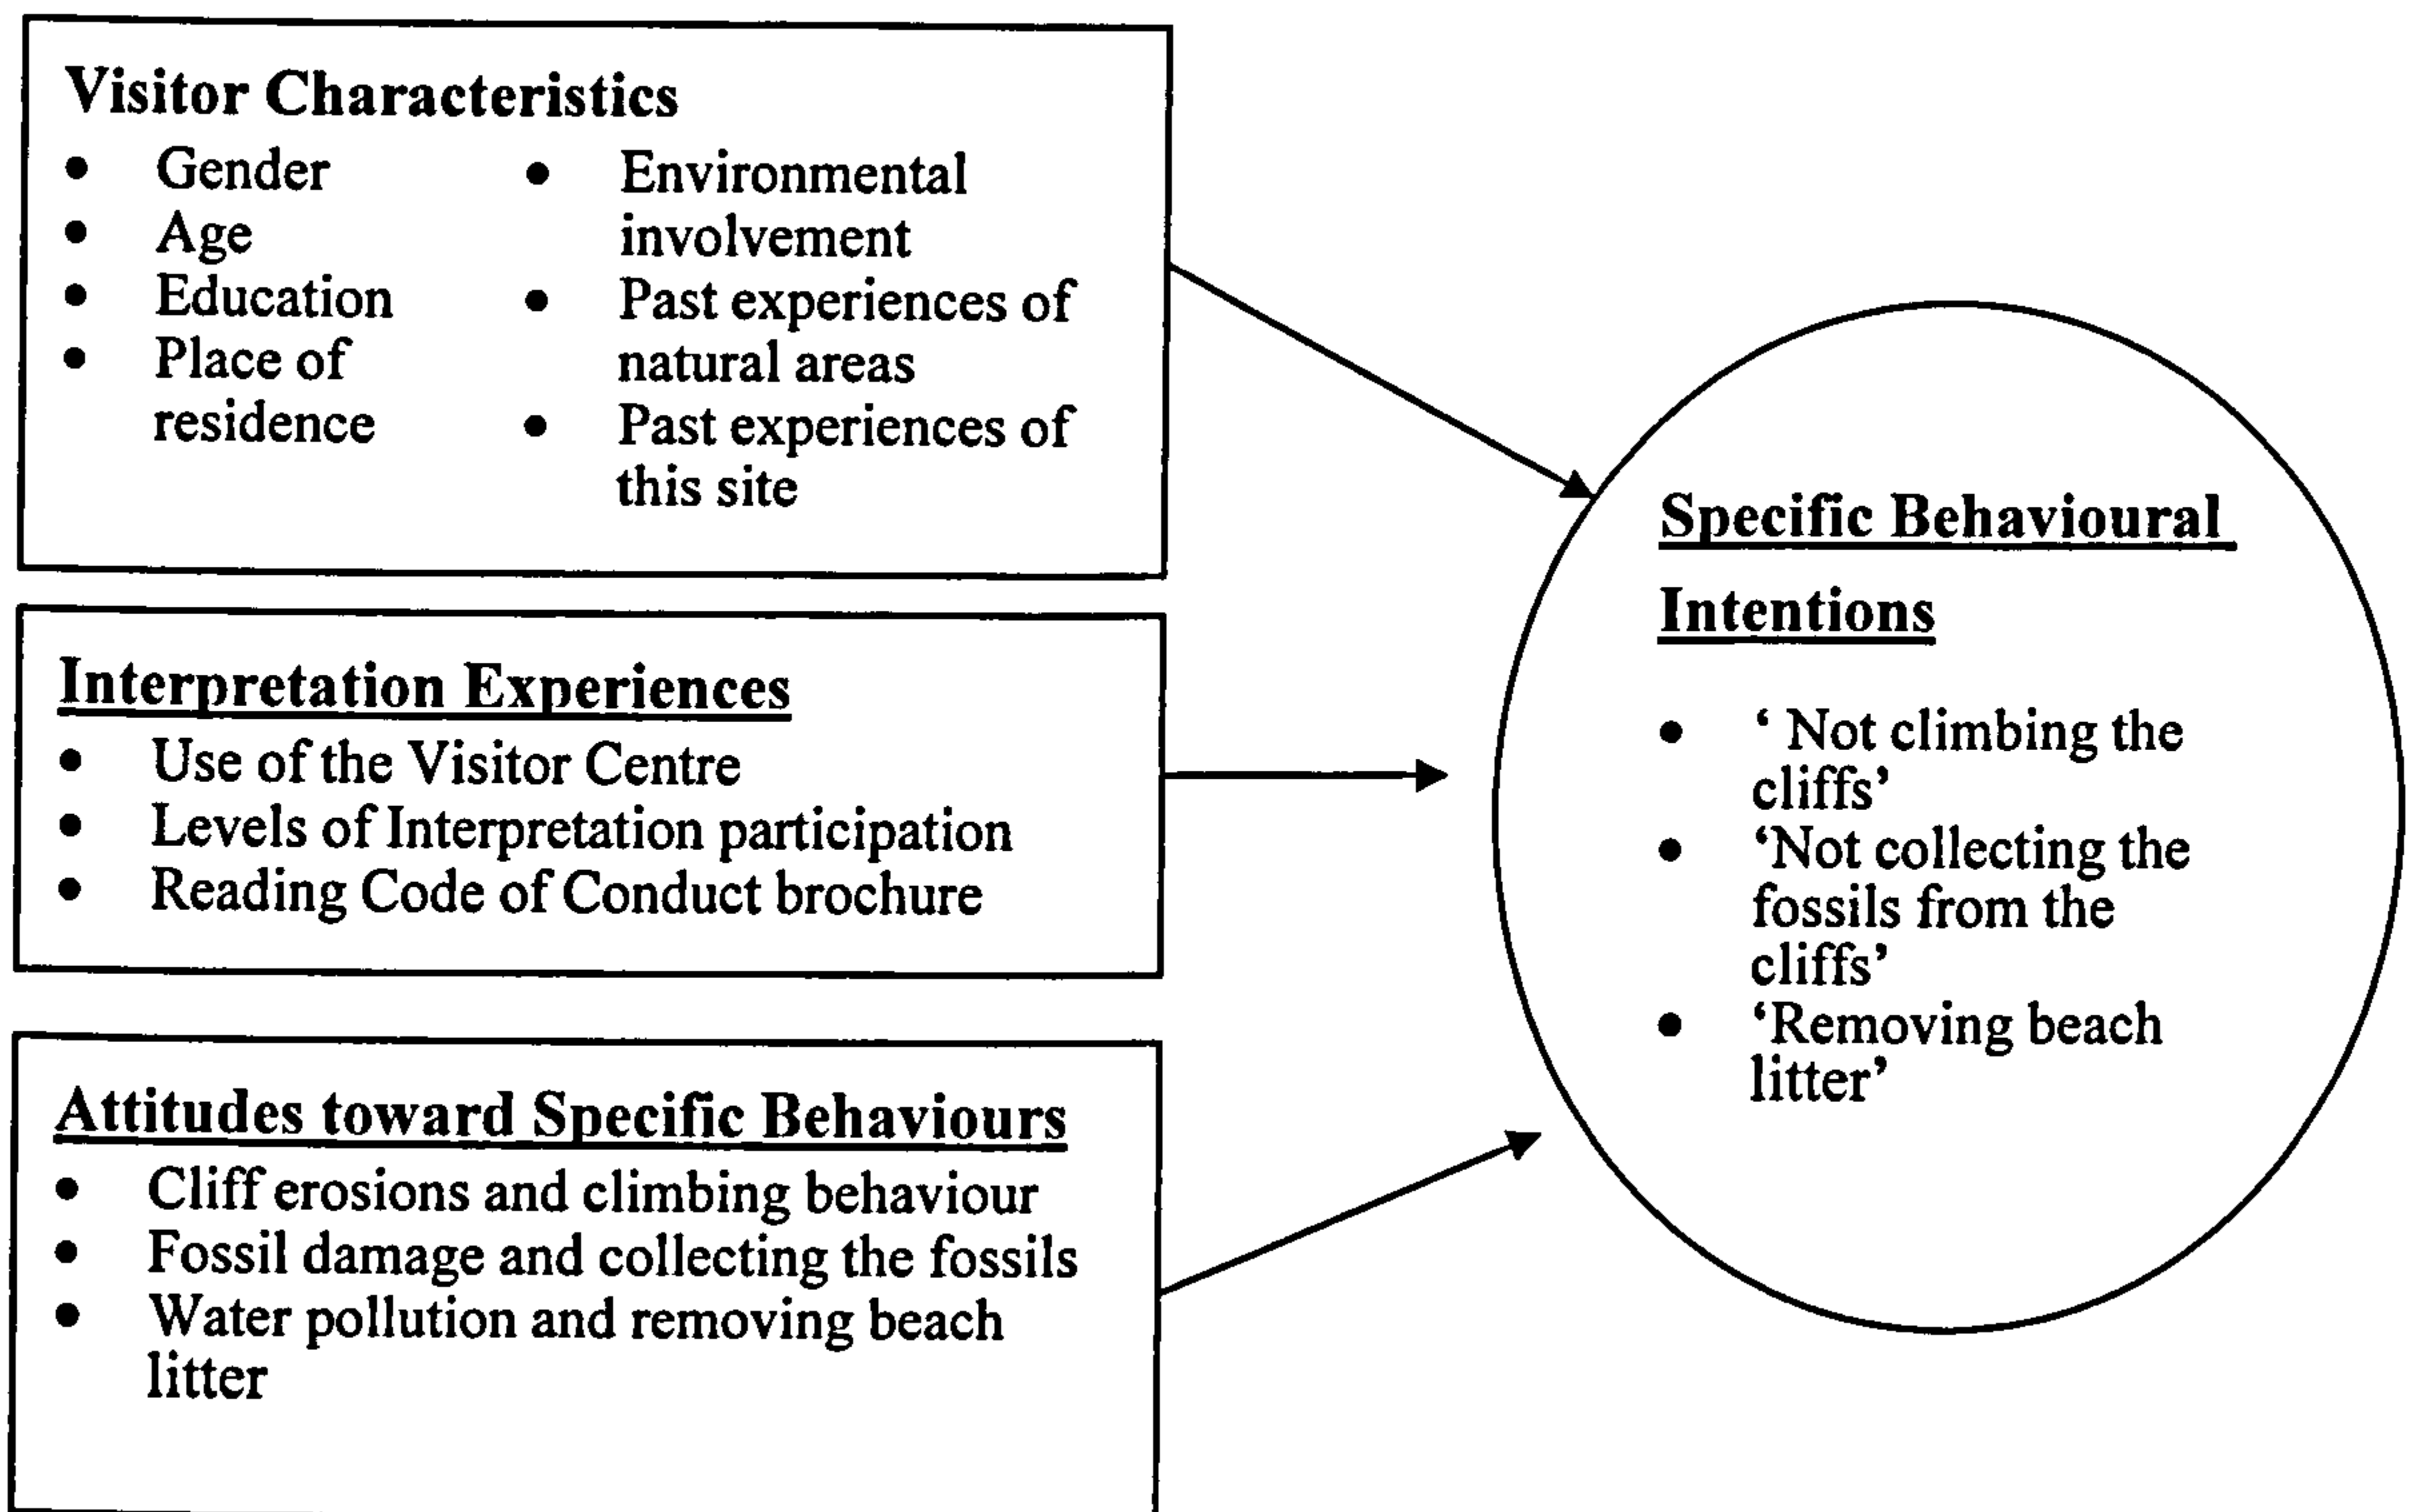 Visitor Characteristics
• Gender
• Age
• Education
• Place of
residence
• Environmental
involvement
• Past experiences of
natural areas
• Past experiences of
this site
Interpretation Experiences
• Use of the Visitor Centre
• Levels of Interpretation participation
• Reading Code of Conduct brochure
Attitudes toward Specific Behaviours
• Cliff erosions and climbing behaviour
• Fossil damage and collecting the fossils
• Water pollution and removing beach
litter
Specific Behavioural
Intentions
• ‘ Not climbing the
cliffs’
• ‘Not collecting the
fossils from the
cliffs’
• ‘Removing beach
litter’